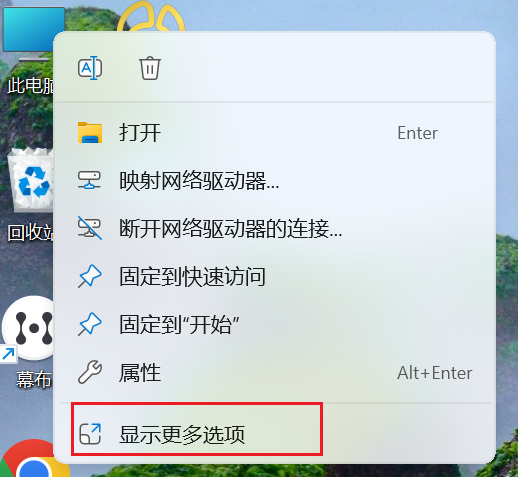 此电脑
打开 Enter
映射网络驱动器...
断开网络驱动器的连接...
回收站
固定到快速访问
固定到“开始”
属性 Alt+Enter
幕布
显示更多选项